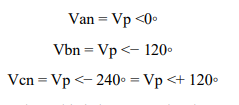 Van = Vp <0◦
Vbn = Vp <− 120◦
Vcn = Vp <− 240◦ = Vp <+ 120◦